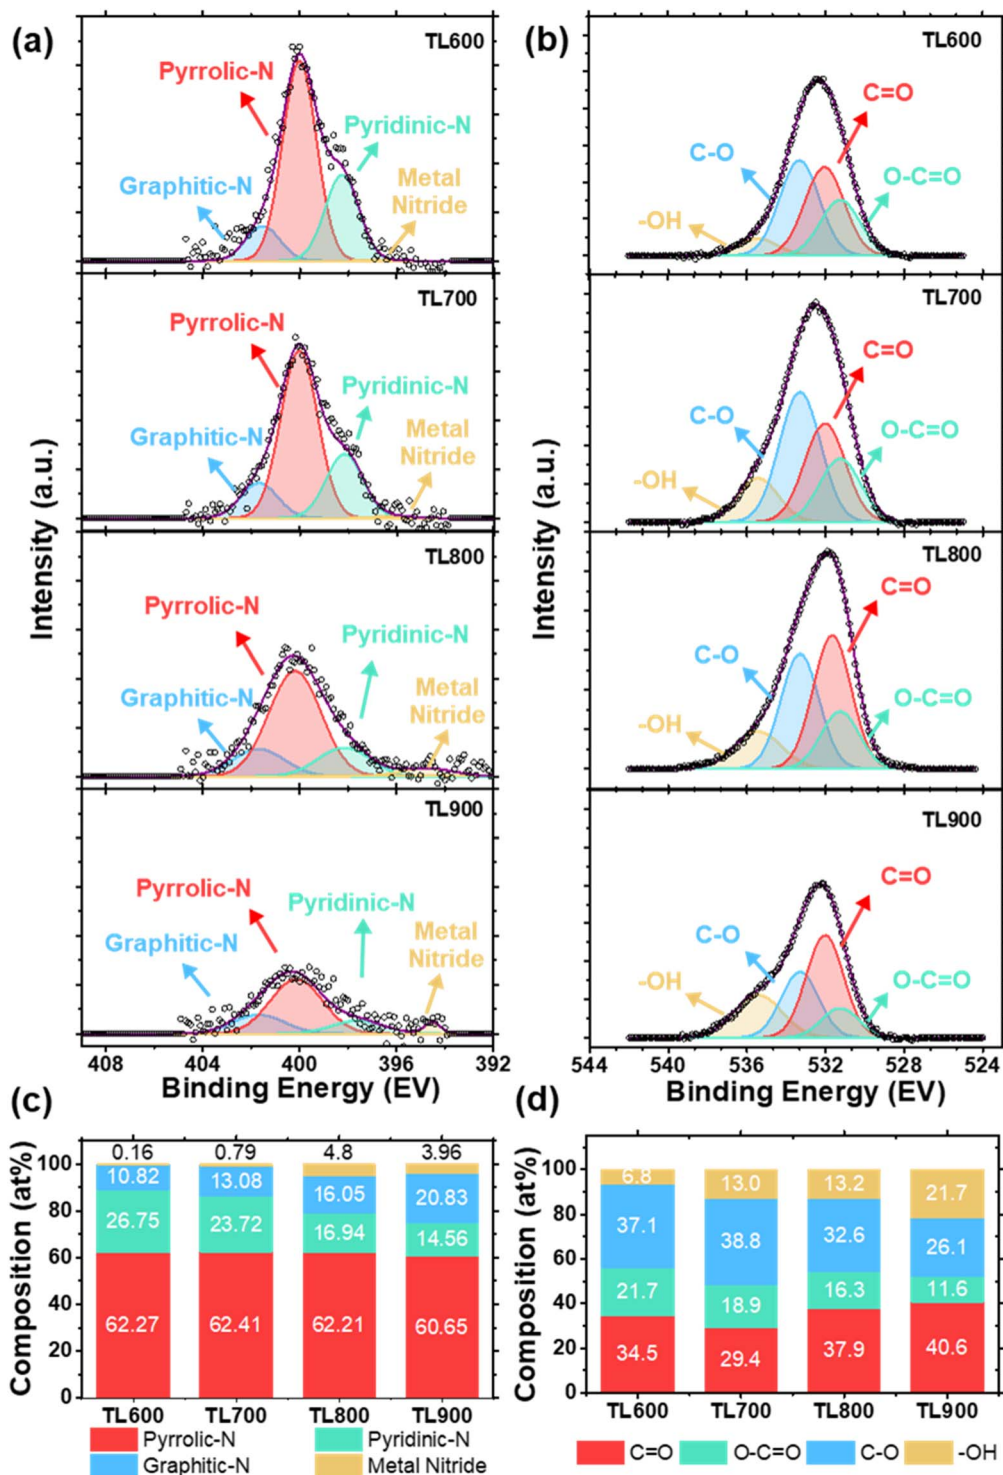 (a)
TL600
Pyrrolic-N
Pyridinic-N
Graphitic-N
Metal
Nitride
TL700
Pyrrolic-N
Pyridinic-N
Graphitic-N
Metal
Nitride
TL800
Pyrrolic-N
Pyridinic-N
Graphitic-N
Metal
Nitride
TL900
Pyrrolic-N
Pyridinic-N
Graphitic-N
Metal
Nitride
Intensity (a.u.)
408 404 400 396 392
Binding Energy (EV)
(b)
TL600
C=O
C-O
O-C=O
-OH
TL700
C=O
C-O
O-C=O
-OH
TL800
C=O
C-O
O-C=O
-OH
TL900
C=O
C-O
O-C=O
-OH
Intensity (a.u.)
544 540 536 532 528 524
Binding Energy (EV)
(c)
Composition (at%)
100
80
60
40
20
0
0.16 0.79 4.8 3.96
10.82 13.08 16.05 20.83
26.75 23.72 16.94 14.56
62.27 62.41 62.21 60.65
TL600 TL700 TL800 TL900
Pyrrolic-N Pyridinic-N
Graphitic-N Metal Nitride
(d)
Composition (at%)
100
80
60
40
20
0
6.8 13.0 13.2 21.7
37.1 38.8 32.6 26.1
21.7 18.9 16.3 11.6
34.5 29.4 37.9 40.6
TL600 TL700 TL800 TL900
C=O O-C=O C-O -OH